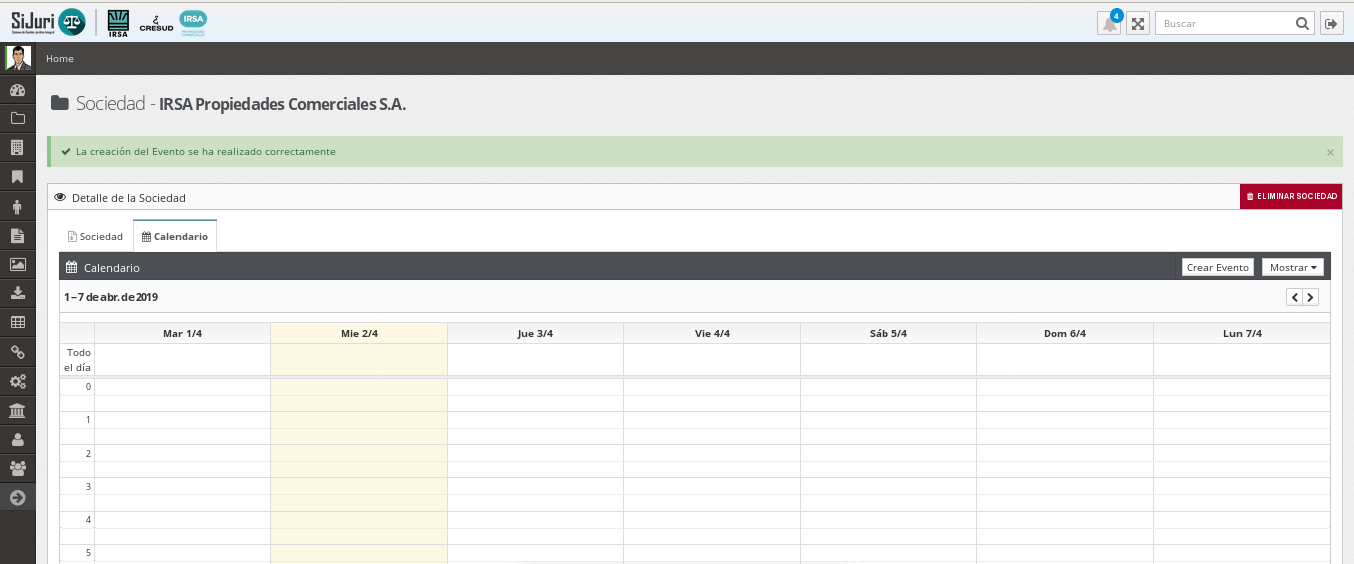 SiJuri
IRSA
CRESUD
IRSA
PROPIEDADES
COMERCIALES
4
Buscar
Home
Sociedad - IRSA Propiedades Comerciales S.A.
La creación del Evento se ha realizado correctamente
×
Detalle de la Sociedad
ELIMINAR SOCIEDAD
Sociedad
Calendario
Calendario
Crear Evento
Mostrar
1 – 7 de abr. de 2019
Mar 1/4
Mie 2/4
Jue 3/4
Vie 4/4
Sáb 5/4
Dom 6/4
Lun 7/4
Todo
el día
0
1
2
3
4
5